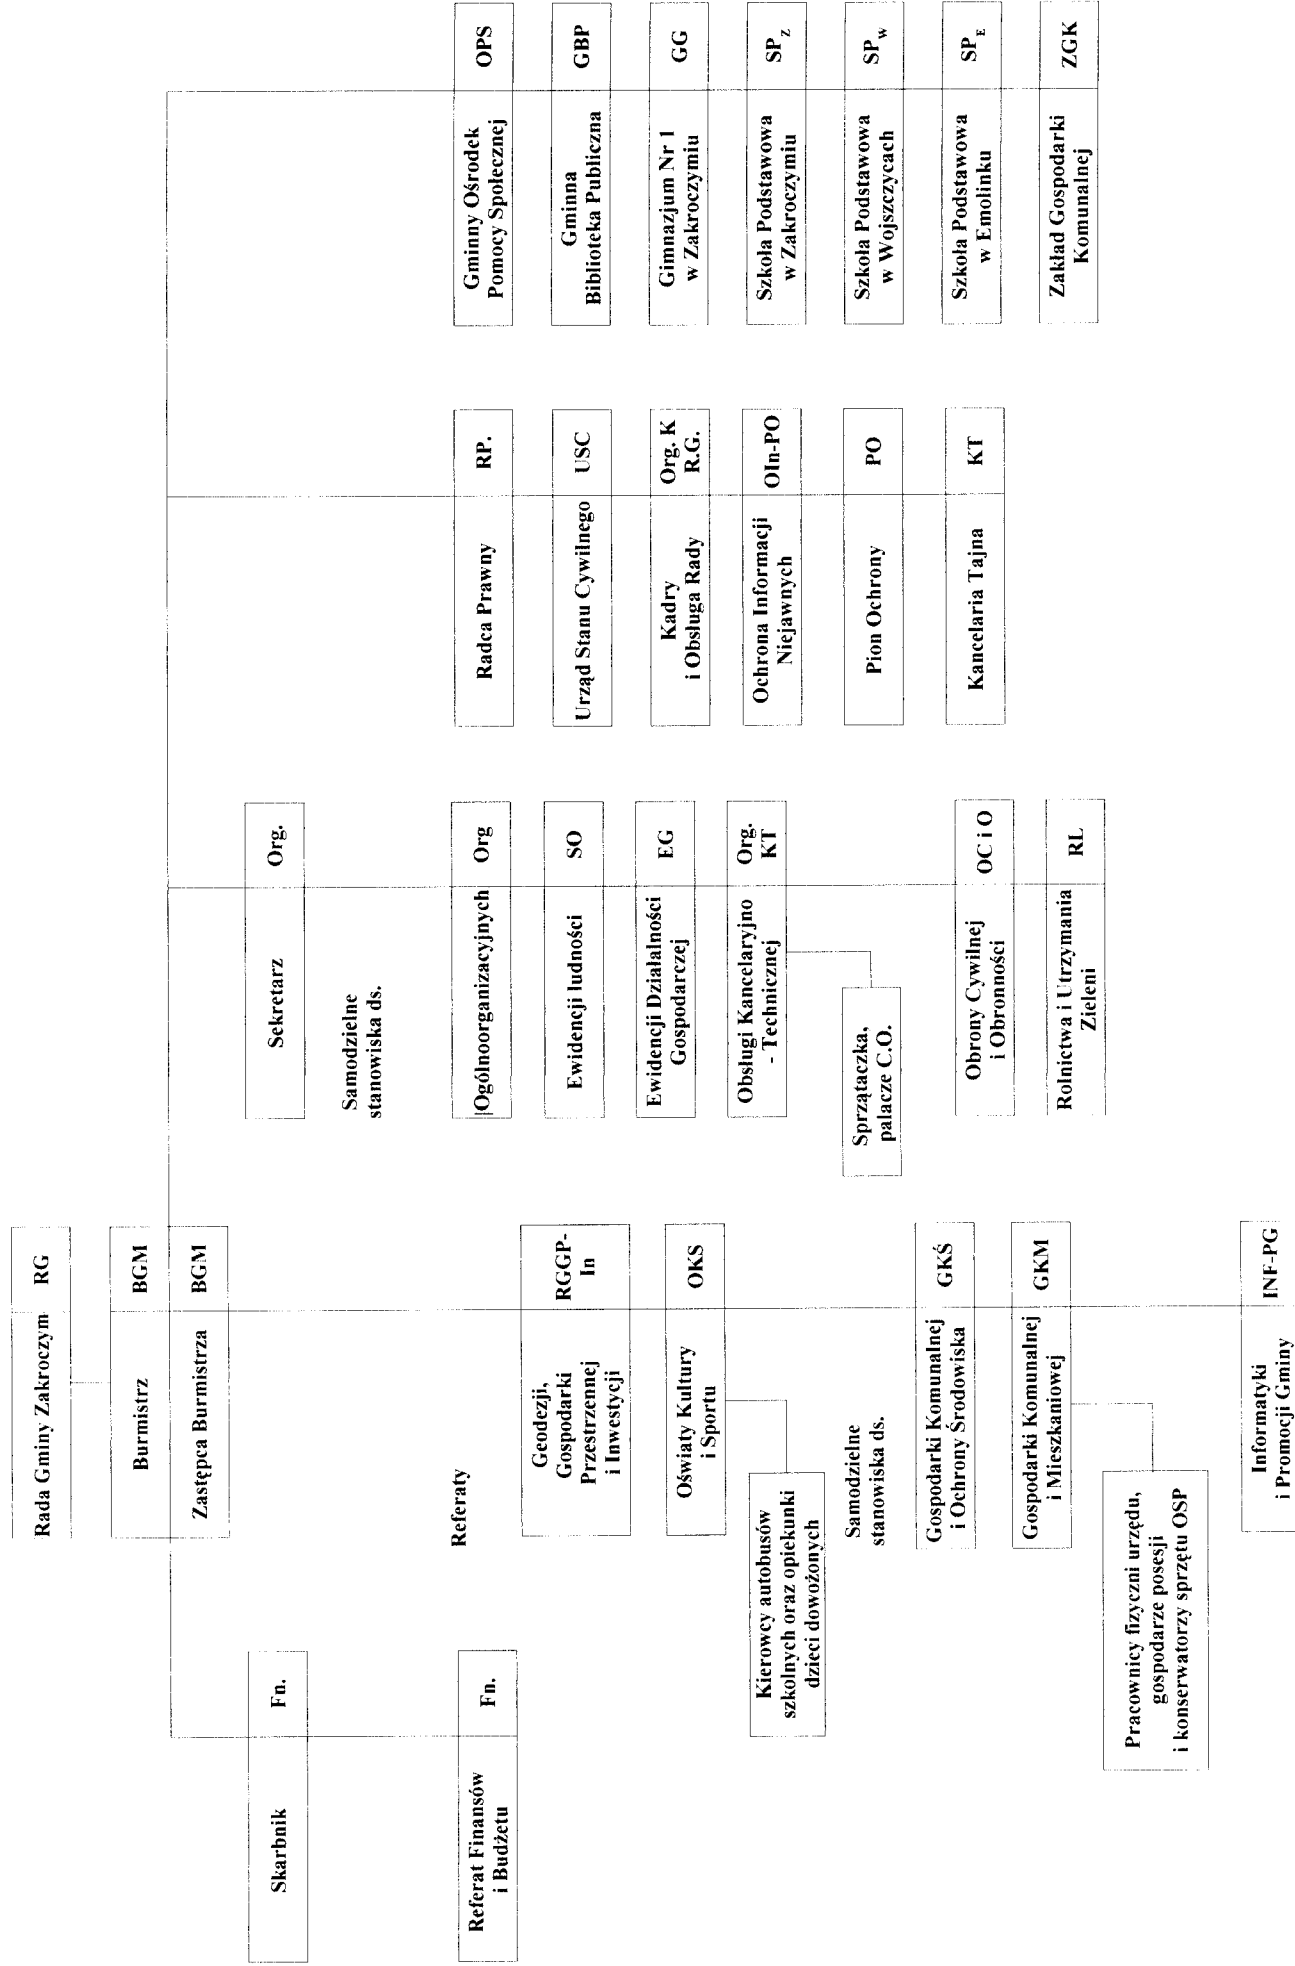 Rada Gminy Zakroczym RG
Burmistrz BGM
Zastępca Burmistrza BGM
Skarbnik Fn.
Referat Finansów
i Budżetu
Fn.
Referaty
Geodezji,
Gospodarki
Przestrzennej
i Inwestycji
RGGP-
In
Oświaty Kultury
i Sportu
OKS
Kierowcy autobusów
szkolnych oraz opiekunki
dzieci dowożonych
Samodzielne
stanowiska ds.
Gospodarki Komunalnej
i Ochrony Środowiska
GKŚ
Gospodarki Komunalnej
i Mieszkaniowej
GKM
Pracownicy fizyczni urzędu,
gospodarze posesji
i konserwatorzy sprzętu OSP
Informatyki
i Promocji Gminy
INF-PG
Sekretarz Org.
Samodzielne
stanowiska ds.
Ogólnoorganizacyjnych Org
Ewidencji ludności SO
Ewidencji Działalności
Gospodarczej
EG
Obsługi Kancelaryjno
- Technicznej
Org.
KT
Sprzątaczka,
palacze C.O.
Obrony Cywilnej
i Obronności
OC i O
Rolnictwa i Utrzymania
Zieleni
RL
Radca Prawny RP.
Urząd Stanu Cywilnego USC
Kadry
i Obsługa Rady
Org. K
R.G.
Ochrona Informacji
Niejawnych
OIn-PO
Pion Ochrony PO
Kancelaria Tajna KT
Gminny Ośrodek
Pomocy Społecznej
OPS
Gminna
Biblioteka Publiczna
GBP
Gimnazjum Nr 1
w Zakroczymiu
GG
Szkoła Podstawowa
w Zakroczymiu
SPZ
Szkoła Podstawowa
w Wojszczycach
SPW
Szkoła Podstawowa
w Emolinku
SPE
Zakład Gospodarki
Komunalnej
ZGK